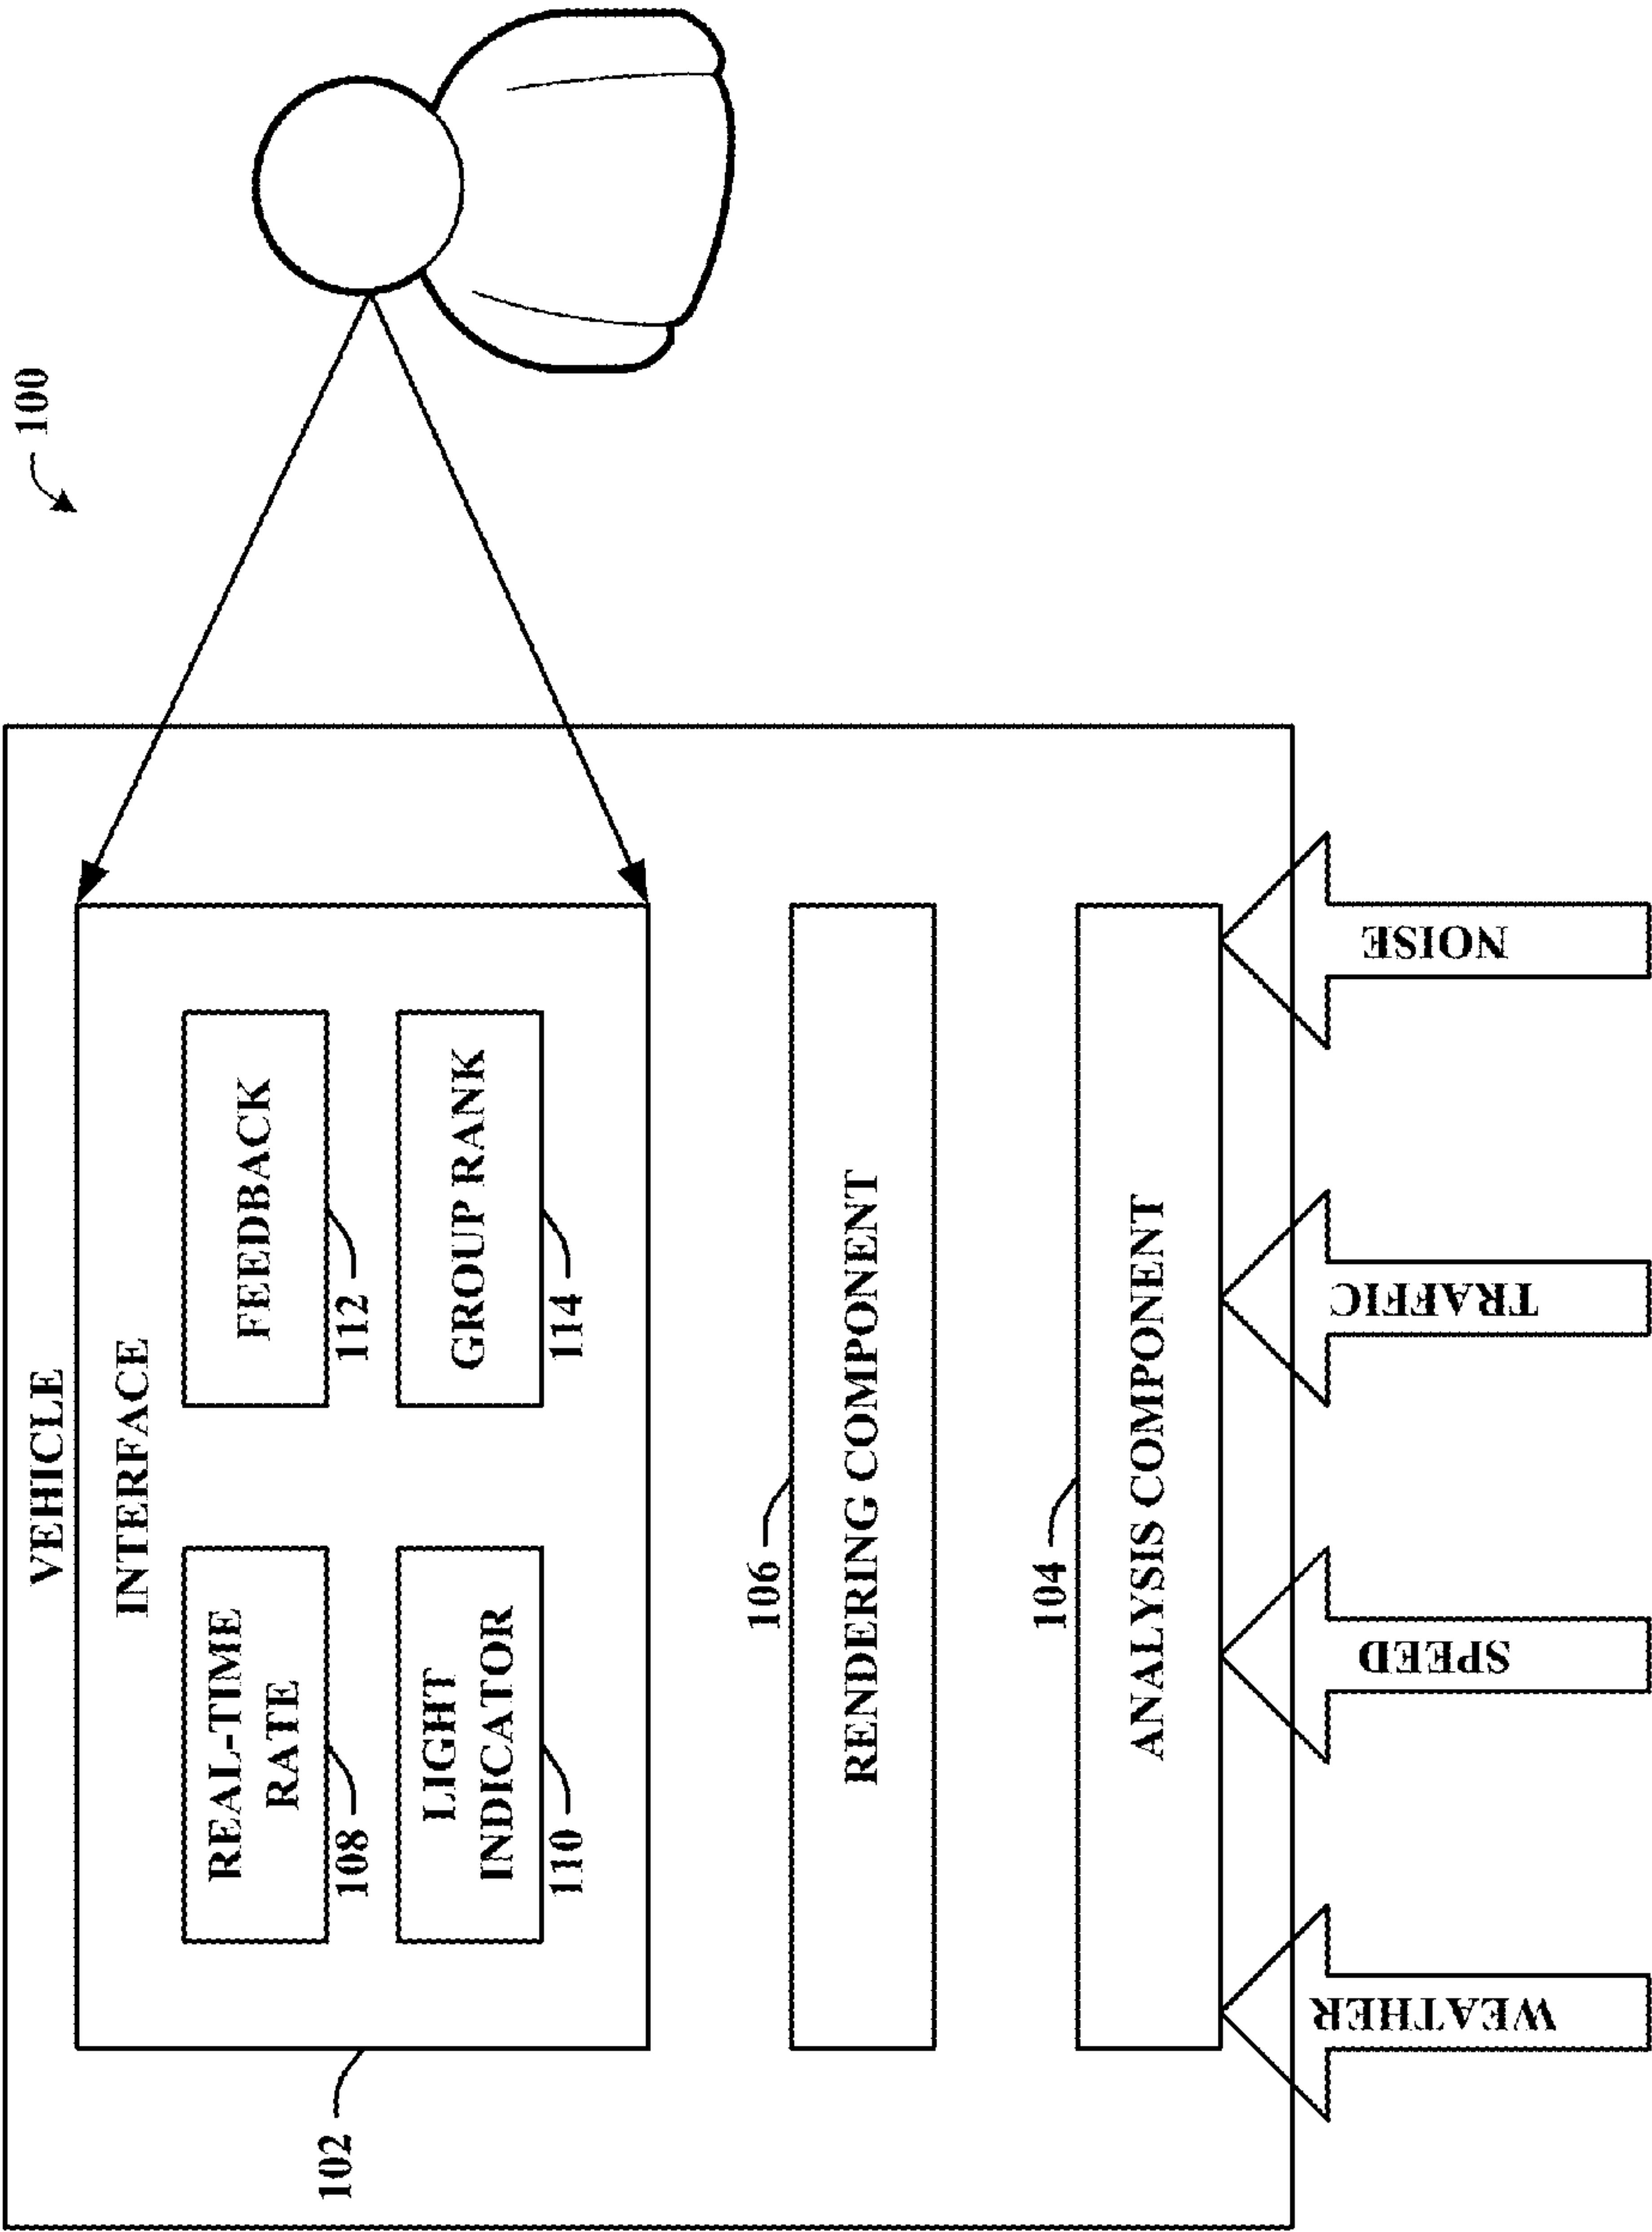 100
VEHICLE
INTERFACE
102
REAL-TIME
RATE
108
FEEDBACK
112
LIGHT
INDICATOR
110
GROUP RANK
114
106
RENDERING COMPONENT
104
ANALYSIS COMPONENT
WEATHER
SPEED
TRAFFIC
NOISE